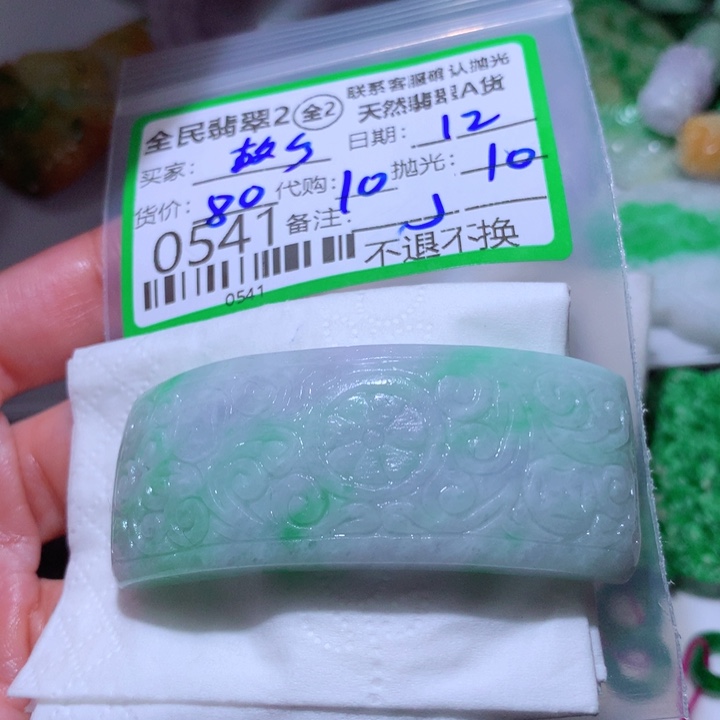 全民翡翠2 全2 联系客服确认抛光
天然翡翠A货
买家: 日期: 12
货价: 80 代购: 10 抛光: 10
0541 备注:
不退不换
0541